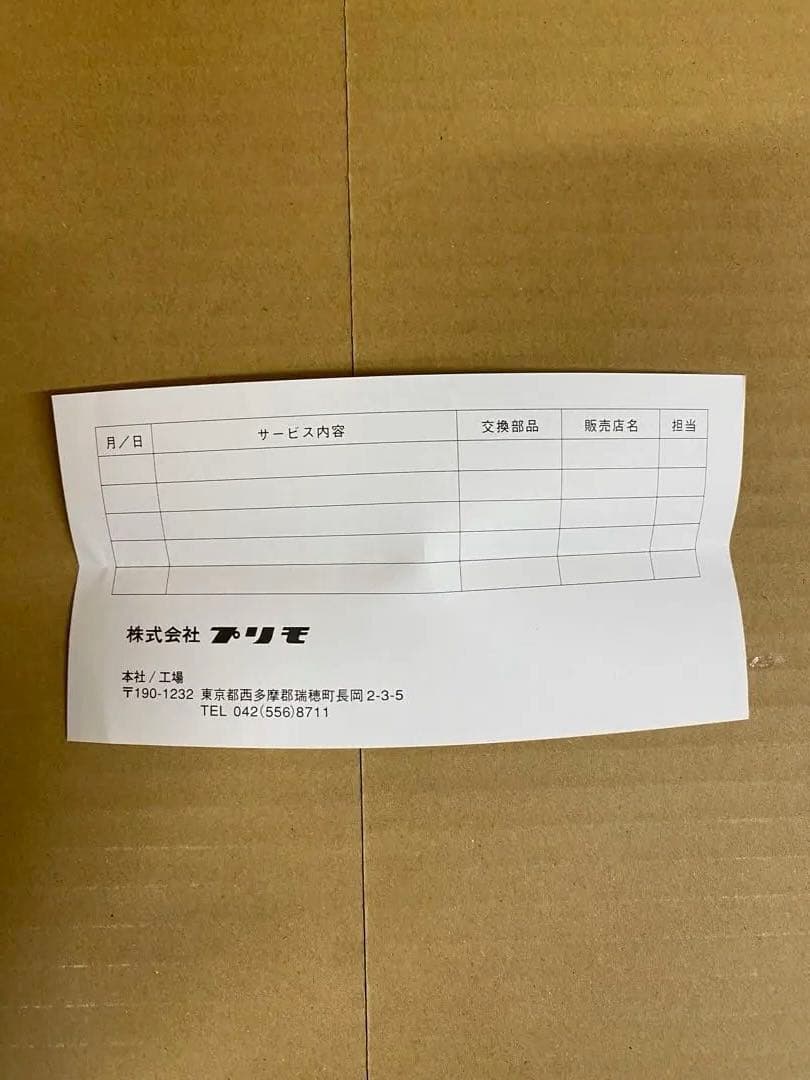 月／日 サービス内容 交換部品 販売店名 担当
株式会社 プリモ
本社 / 工場
〒190-1232 東京都西多摩郡瑞穂町長岡2-3-5
TEL 042(556)8711